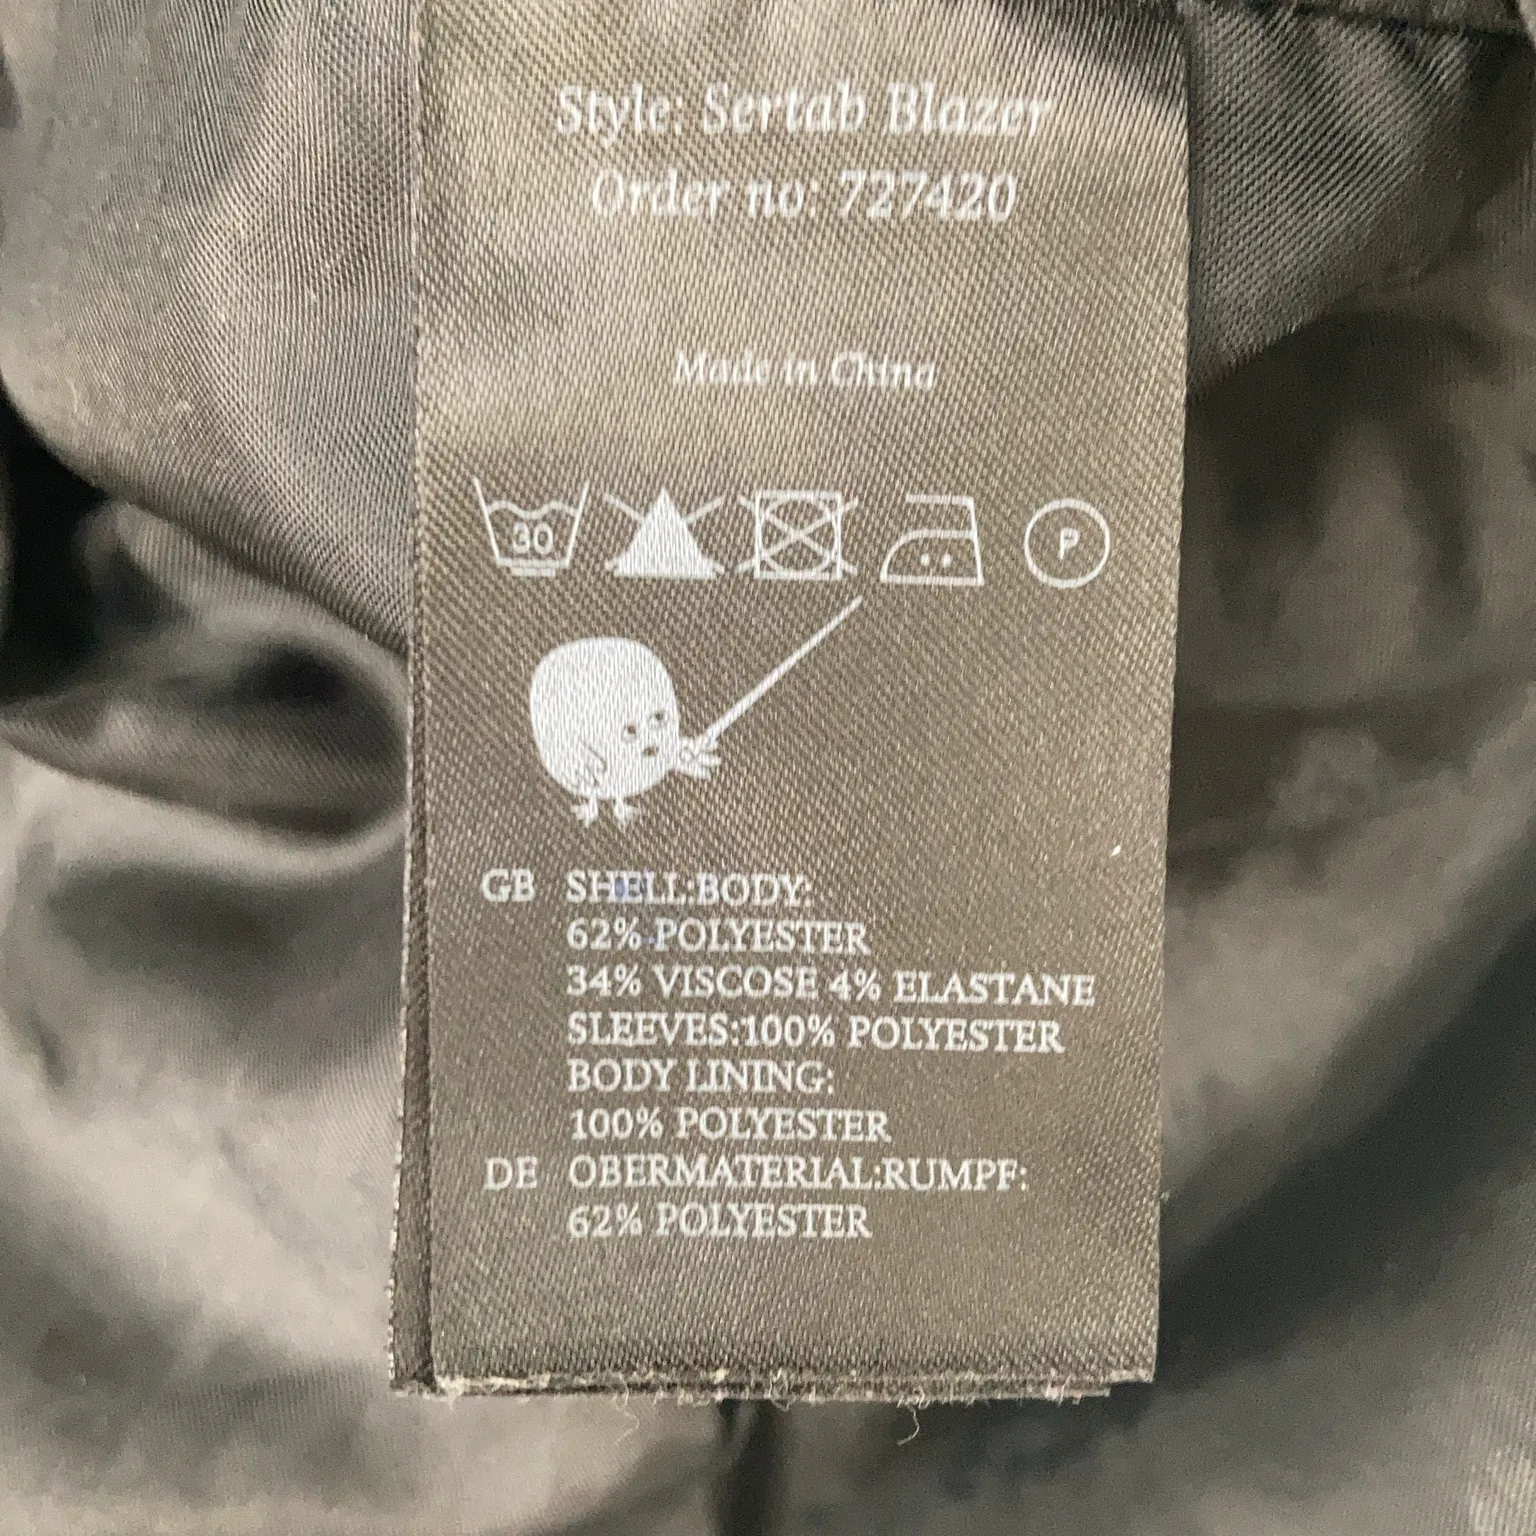 Style: Sertab Blazer
Order no: 727420
Made in China
30
P
GB SHELL:BODY:
62% POLYESTER
34% VISCOSE 4% ELASTANE
SLEEVES:100% POLYESTER
BODY LINING:
100% POLYESTER
DE OBERMATERIAL:RUMPF:
62% POLYESTER